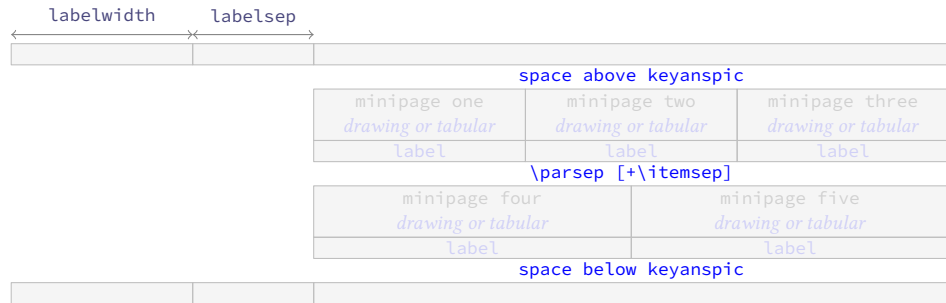 labelwidth labelsep
space above keyanspic
minipage one minipage two minipage three
drawing or tabular drawing or tabular drawing or tabular
label label label
\parsep [+\itemsep]
minipage four minipage five
drawing or tabular drawing or tabular
label label
space below keyanspic